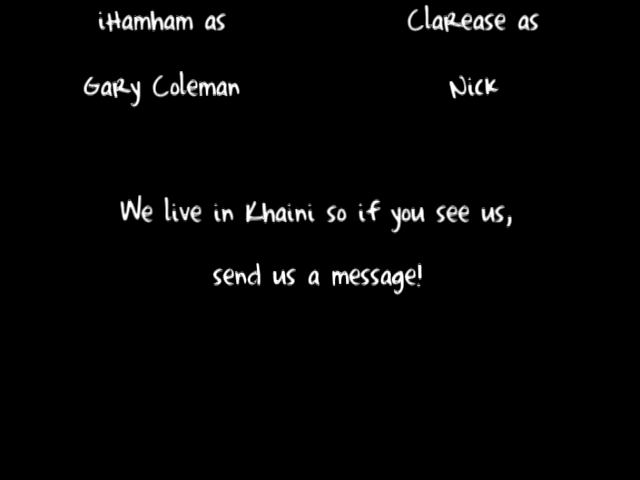 iHamham as
Clarease as
Gary Coleman
Nick
We live in Khaini so if you see us,
send us a message!